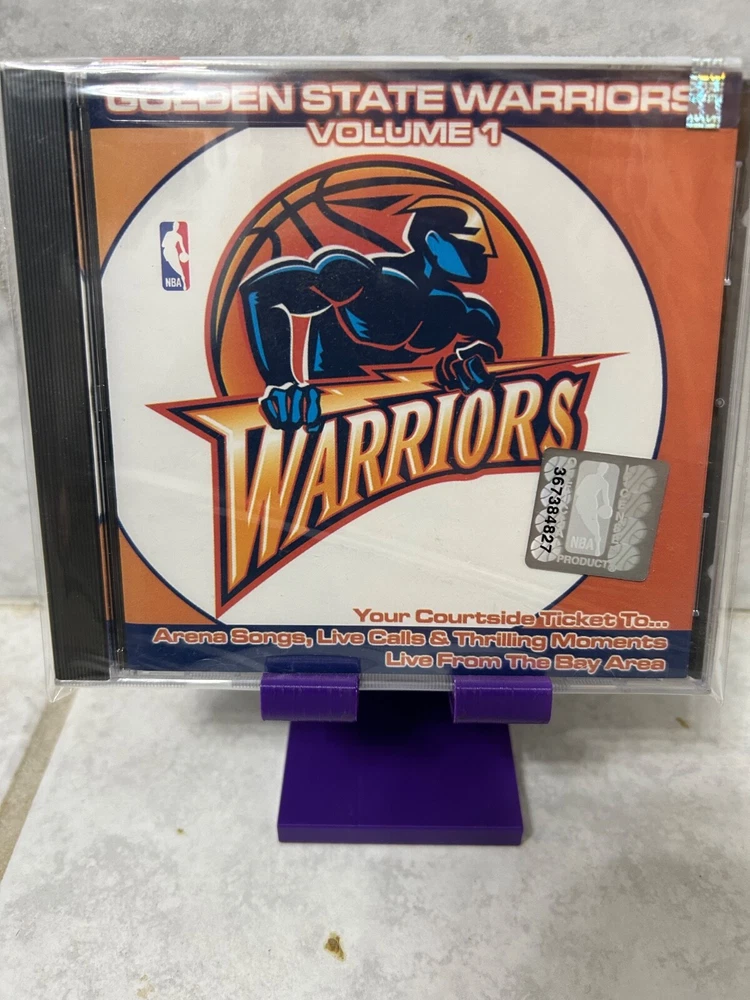 GOLDEN STATE WARRIORS
VOLUME 1
NBA
WARRIORS
367384827
NBA
PRODUCT
Your Courtside Ticket To...
Arena Songs, Live Calls & Thrilling Moments
Live From The Bay Area